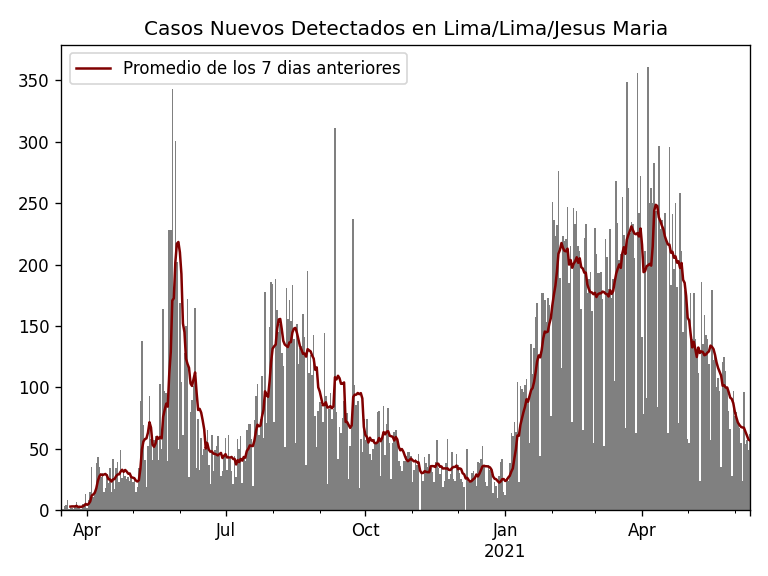 Casos Nuevos Detectados en Lima/Lima/Jesus Maria
Promedio de los 7 dias anteriores
350
300
250
200
150
100
50
0
Apr
Jul
Oct
Jan
2021
Apr